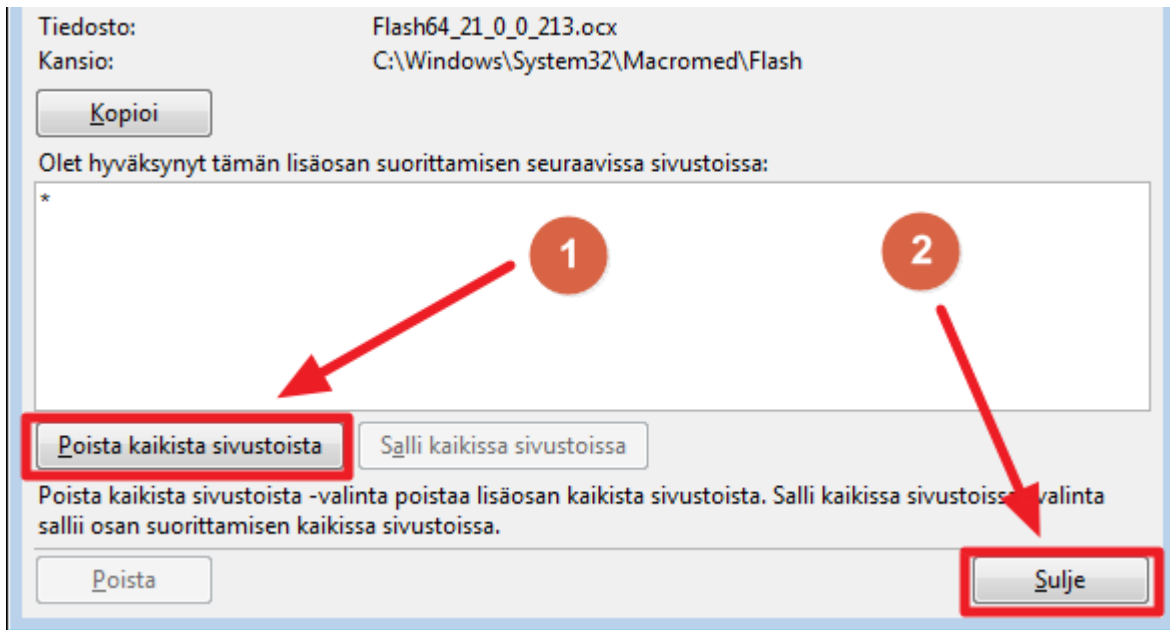 Tiedosto: Flash64_21_0_0_213.ocx
Kansio: C:\Windows\System32\Macromed\Flash
Kopioi
Olet hyväksynyt tämän lisäosan suorittamisen seuraavissa sivustoissa:
*
1
2
Poista kaikista sivustoista Salli kaikissa sivustoissa
Poista kaikista sivustoista -valinta poistaa lisäosan kaikista sivustoista. Salli kaikissa sivustoissa -valinta
sallii osan suorittamisen kaikissa sivustoissa.
Poista Sulje